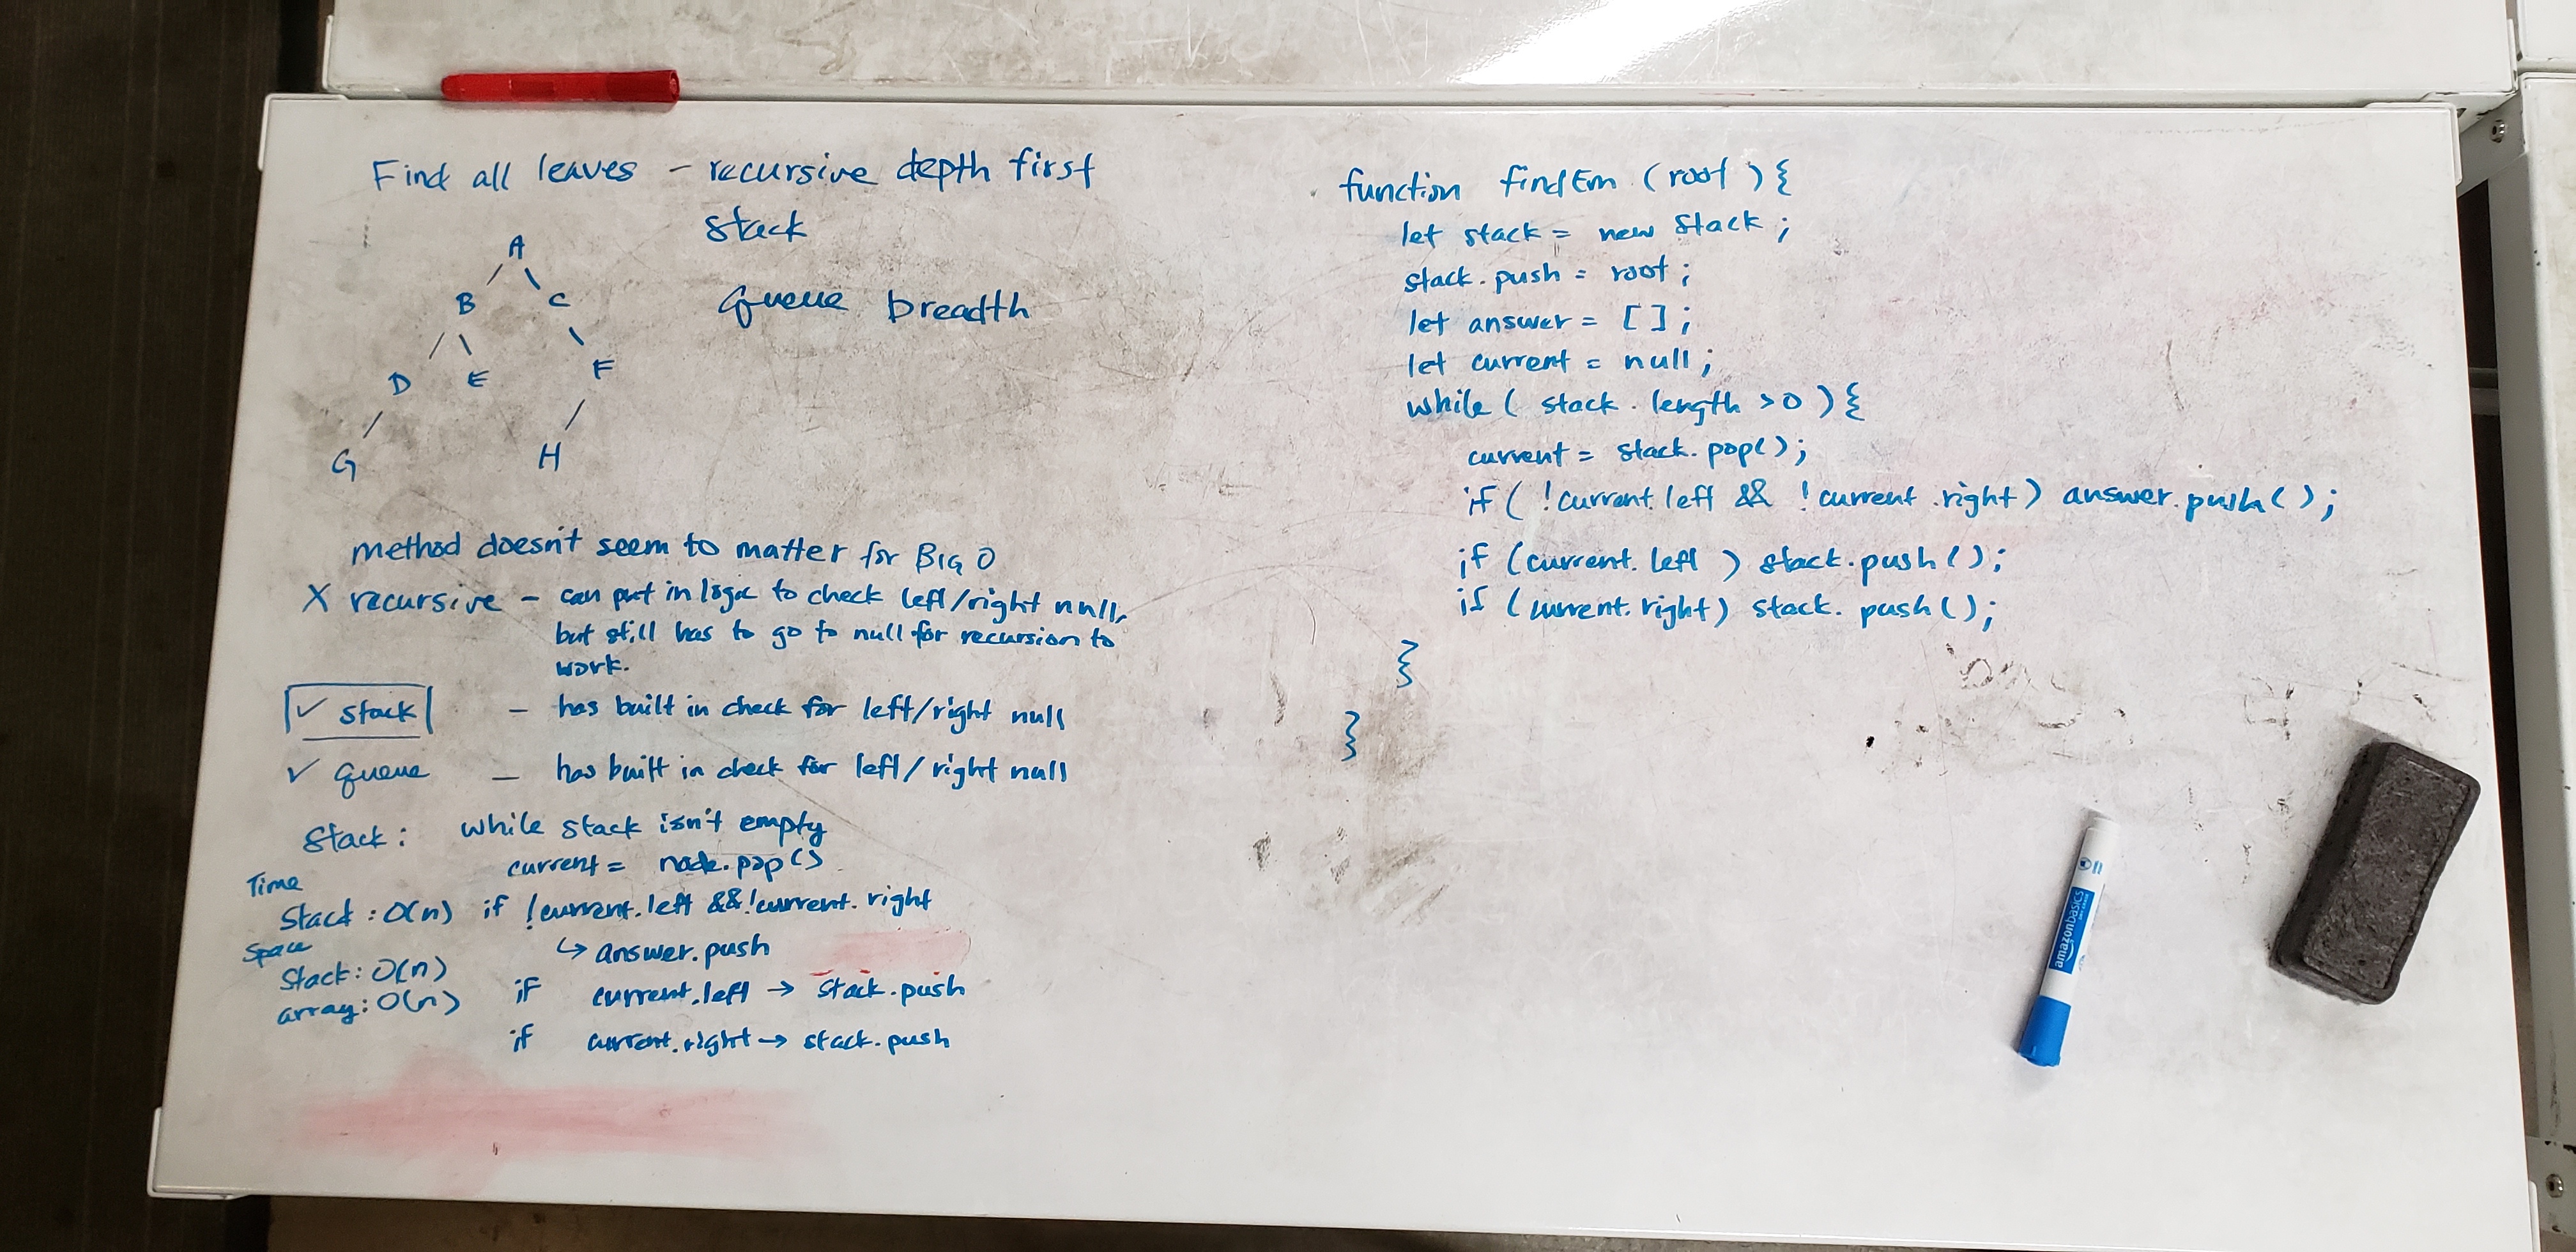 Find all leaves - recursive depth first
stack
queue breadth
A
B C
D E F
G H
method doesn't seem to matter for BIG O
X recursive - can put in logic to check left/right null,
but still has to go to null for recursion to
work.
✓ stack - has built in check for left/right null
✓ queue - has built in check for left/right null
Stack: while stack isn't empty
current = node.pop()
Time
Stack: O(n) if !current.left && !current.right
↳ answer.push
Space
Stack: O(n)
array: O(n)
if current.left → stack.push
if current.right → stack.push
function findEm (root) {
let stack = new Stack;
stack.push = root;
let answer = [];
let current = null;
while ( stack.length >0 ) {
current = stack.pop();
if ( !current.left && !current.right) answer.push();
if (current.left ) stack.push();
if (current.right) stack.push();
}
}
amazonbasics